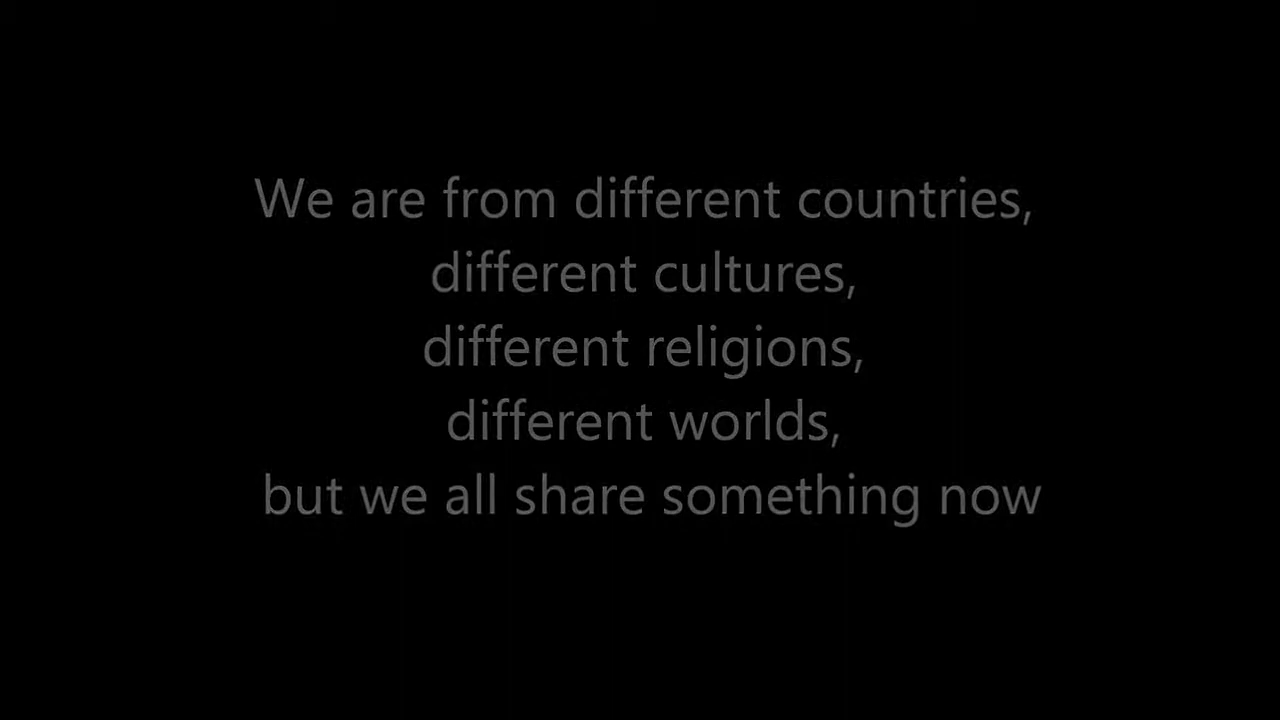 We are from different countries,
different cultures,
different religions,
different worlds,
but we all share something now